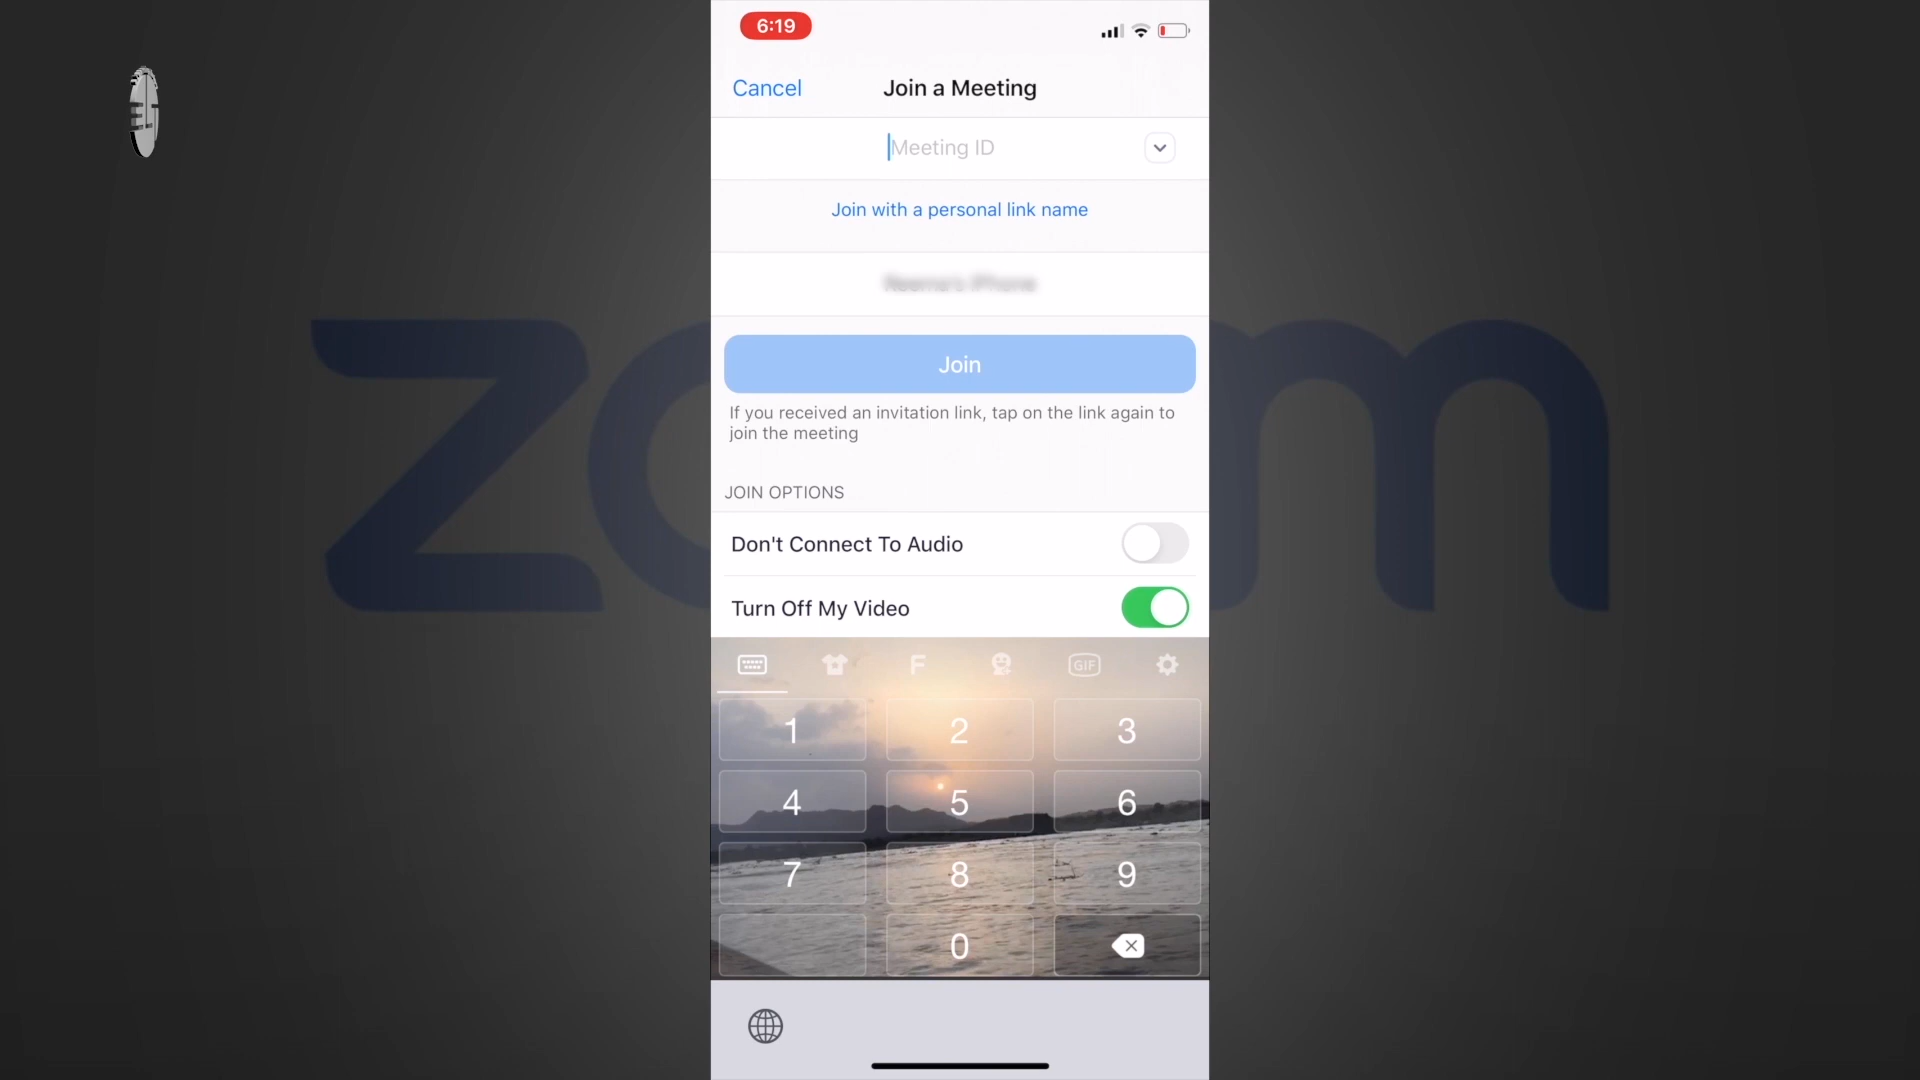 6:19
Cancel
Join a Meeting
Meeting ID
Join with a personal link name
Join
If you received an invitation link, tap on the link again to
join the meeting
JOIN OPTIONS
Don't Connect To Audio
Turn Off My Video
F
GIF
1 2 3
4 5 6
7 8 9
0
zoom